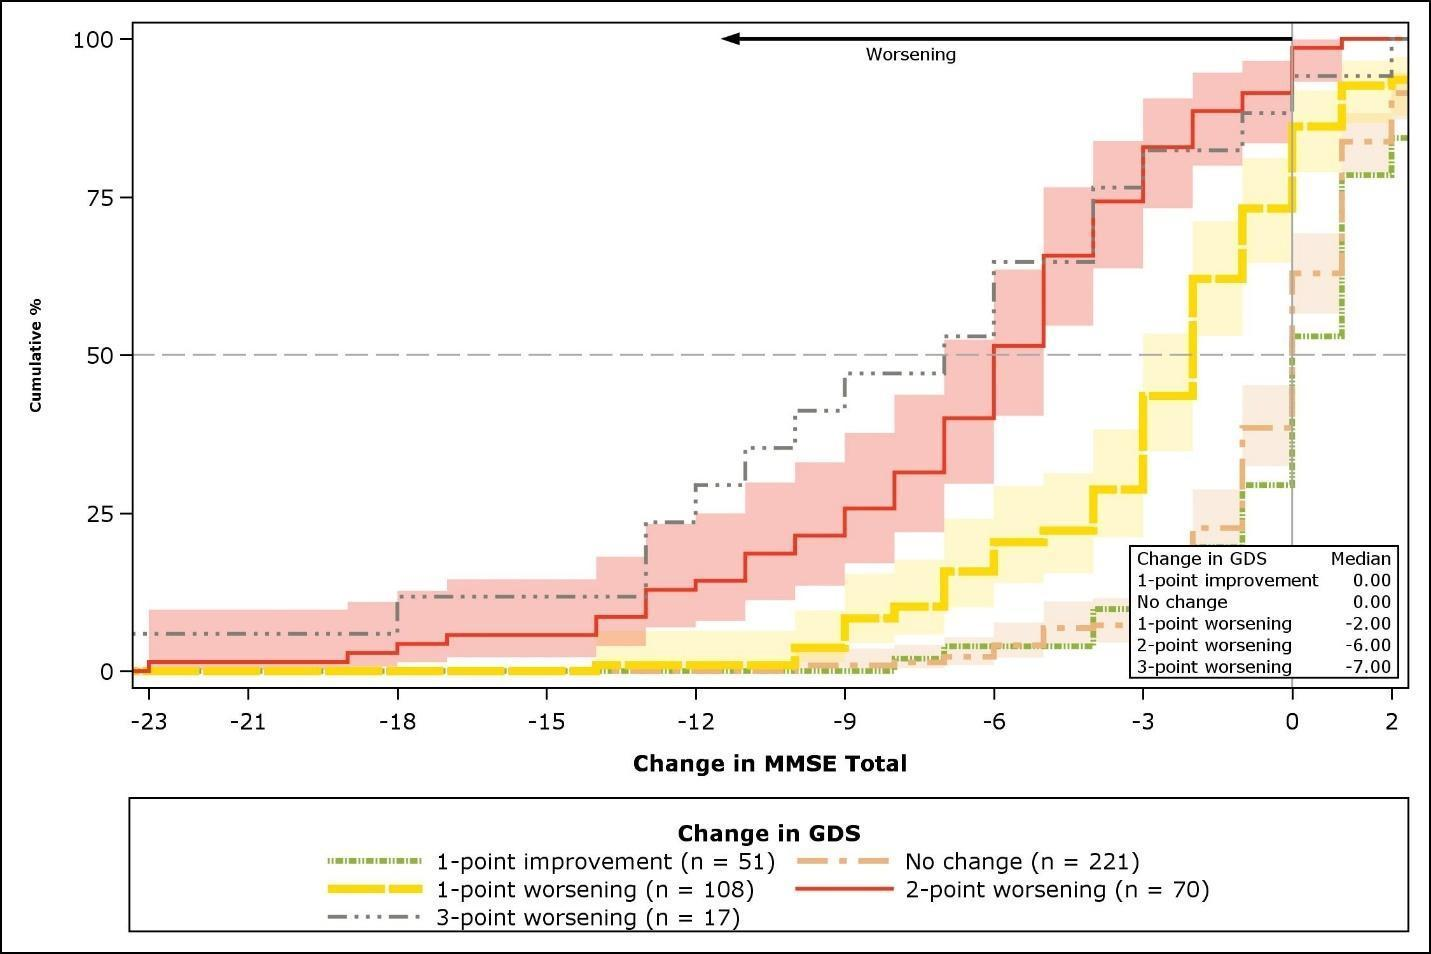 100
Worsening
75
50
25
0
Cumulative %
Change in GDS Median
1-point improvement 0.00
No change 0.00
1-point worsening -2.00
2-point worsening -6.00
3-point worsening -7.00
-23 -21 -18 -15 -12 -9 -6 -3 0 2
Change in MMSE Total
Change in GDS
1-point improvement (n = 51) No change (n = 221)
1-point worsening (n = 108) 2-point worsening (n = 70)
3-point worsening (n = 17)